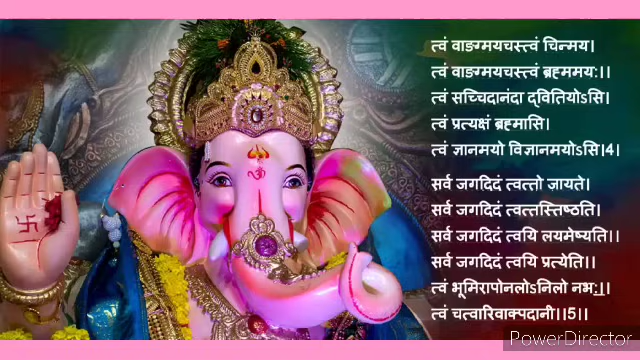 त्वं वाङग्मयचस्त्वं चिन्मय।
त्वं वाङग्मयचस्त्वं ब्रह्ममय:।।
त्वं सच्चिदानंदा द्वितियोऽसि।
त्वं प्रत्यक्षं ब्रह्मासि।
त्वं ज्ञानमयो विज्ञानमयोऽसि।4।
सर्व जगदिदं त्वत्तो जायते।
सर्व जगदिदं त्वत्तस्तिष्ठति।
सर्व जगदिदं त्वयि लयमेष्यति।।
सर्व जगदिदं त्वयि प्रत्येति।।
त्वं भूमिरापोनलोऽनिलो नभ:।।
त्वं चत्वारिवाक्पदानी।।5।।
ॐ
PowerDirector